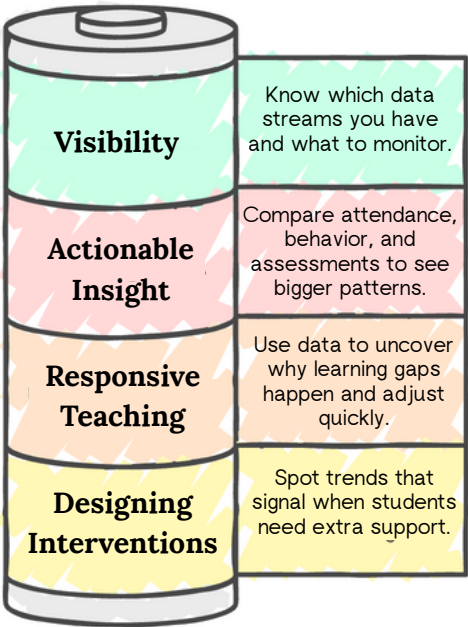 Visibility
Know which data
streams you have
and what to monitor.
Actionable
Insight
Compare attendance,
behavior, and
assessments to see
bigger patterns.
Responsive
Teaching
Use data to uncover
why learning gaps
happen and adjust
quickly.
Designing
Interventions
Spot trends that
signal when students
need extra support.